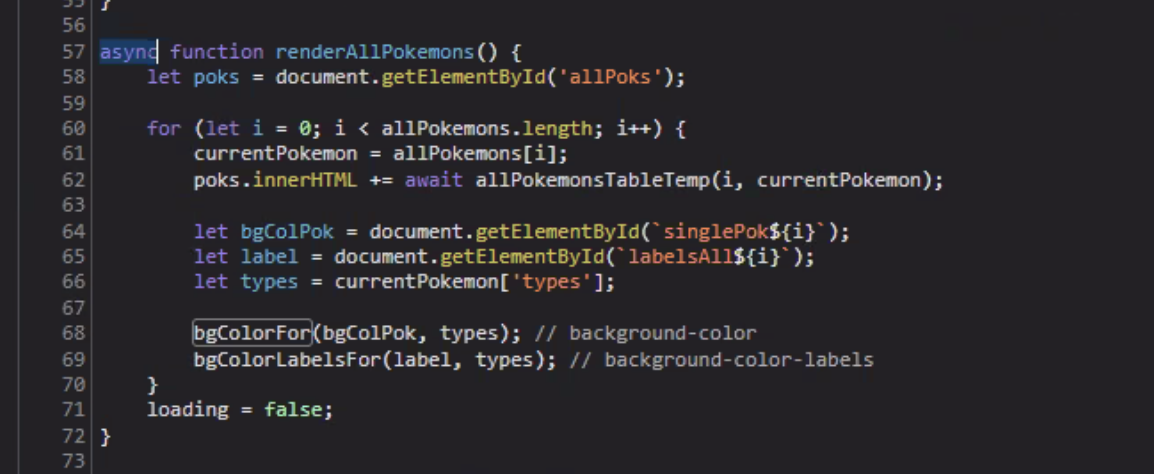 55 }
56
57 async function renderAllPokemons() {
58     let poks = document.getElementById('allPoks');
59
60     for (let i = 0; i < allPokemons.length; i++) {
61         currentPokemon = allPokemons[i];
62         poks.innerHTML += await allPokemonsTableTemp(i, currentPokemon);
63
64         let bgColPok = document.getElementById(`singlePok${i}`);
65         let label = document.getElementById(`labelsAll${i}`);
66         let types = currentPokemon['types'];
67
68         bgColorFor(bgColPok, types); // background-color
69         bgColorLabelsFor(label, types); // background-color-labels
70     }
71     loading = false;
72 }
73